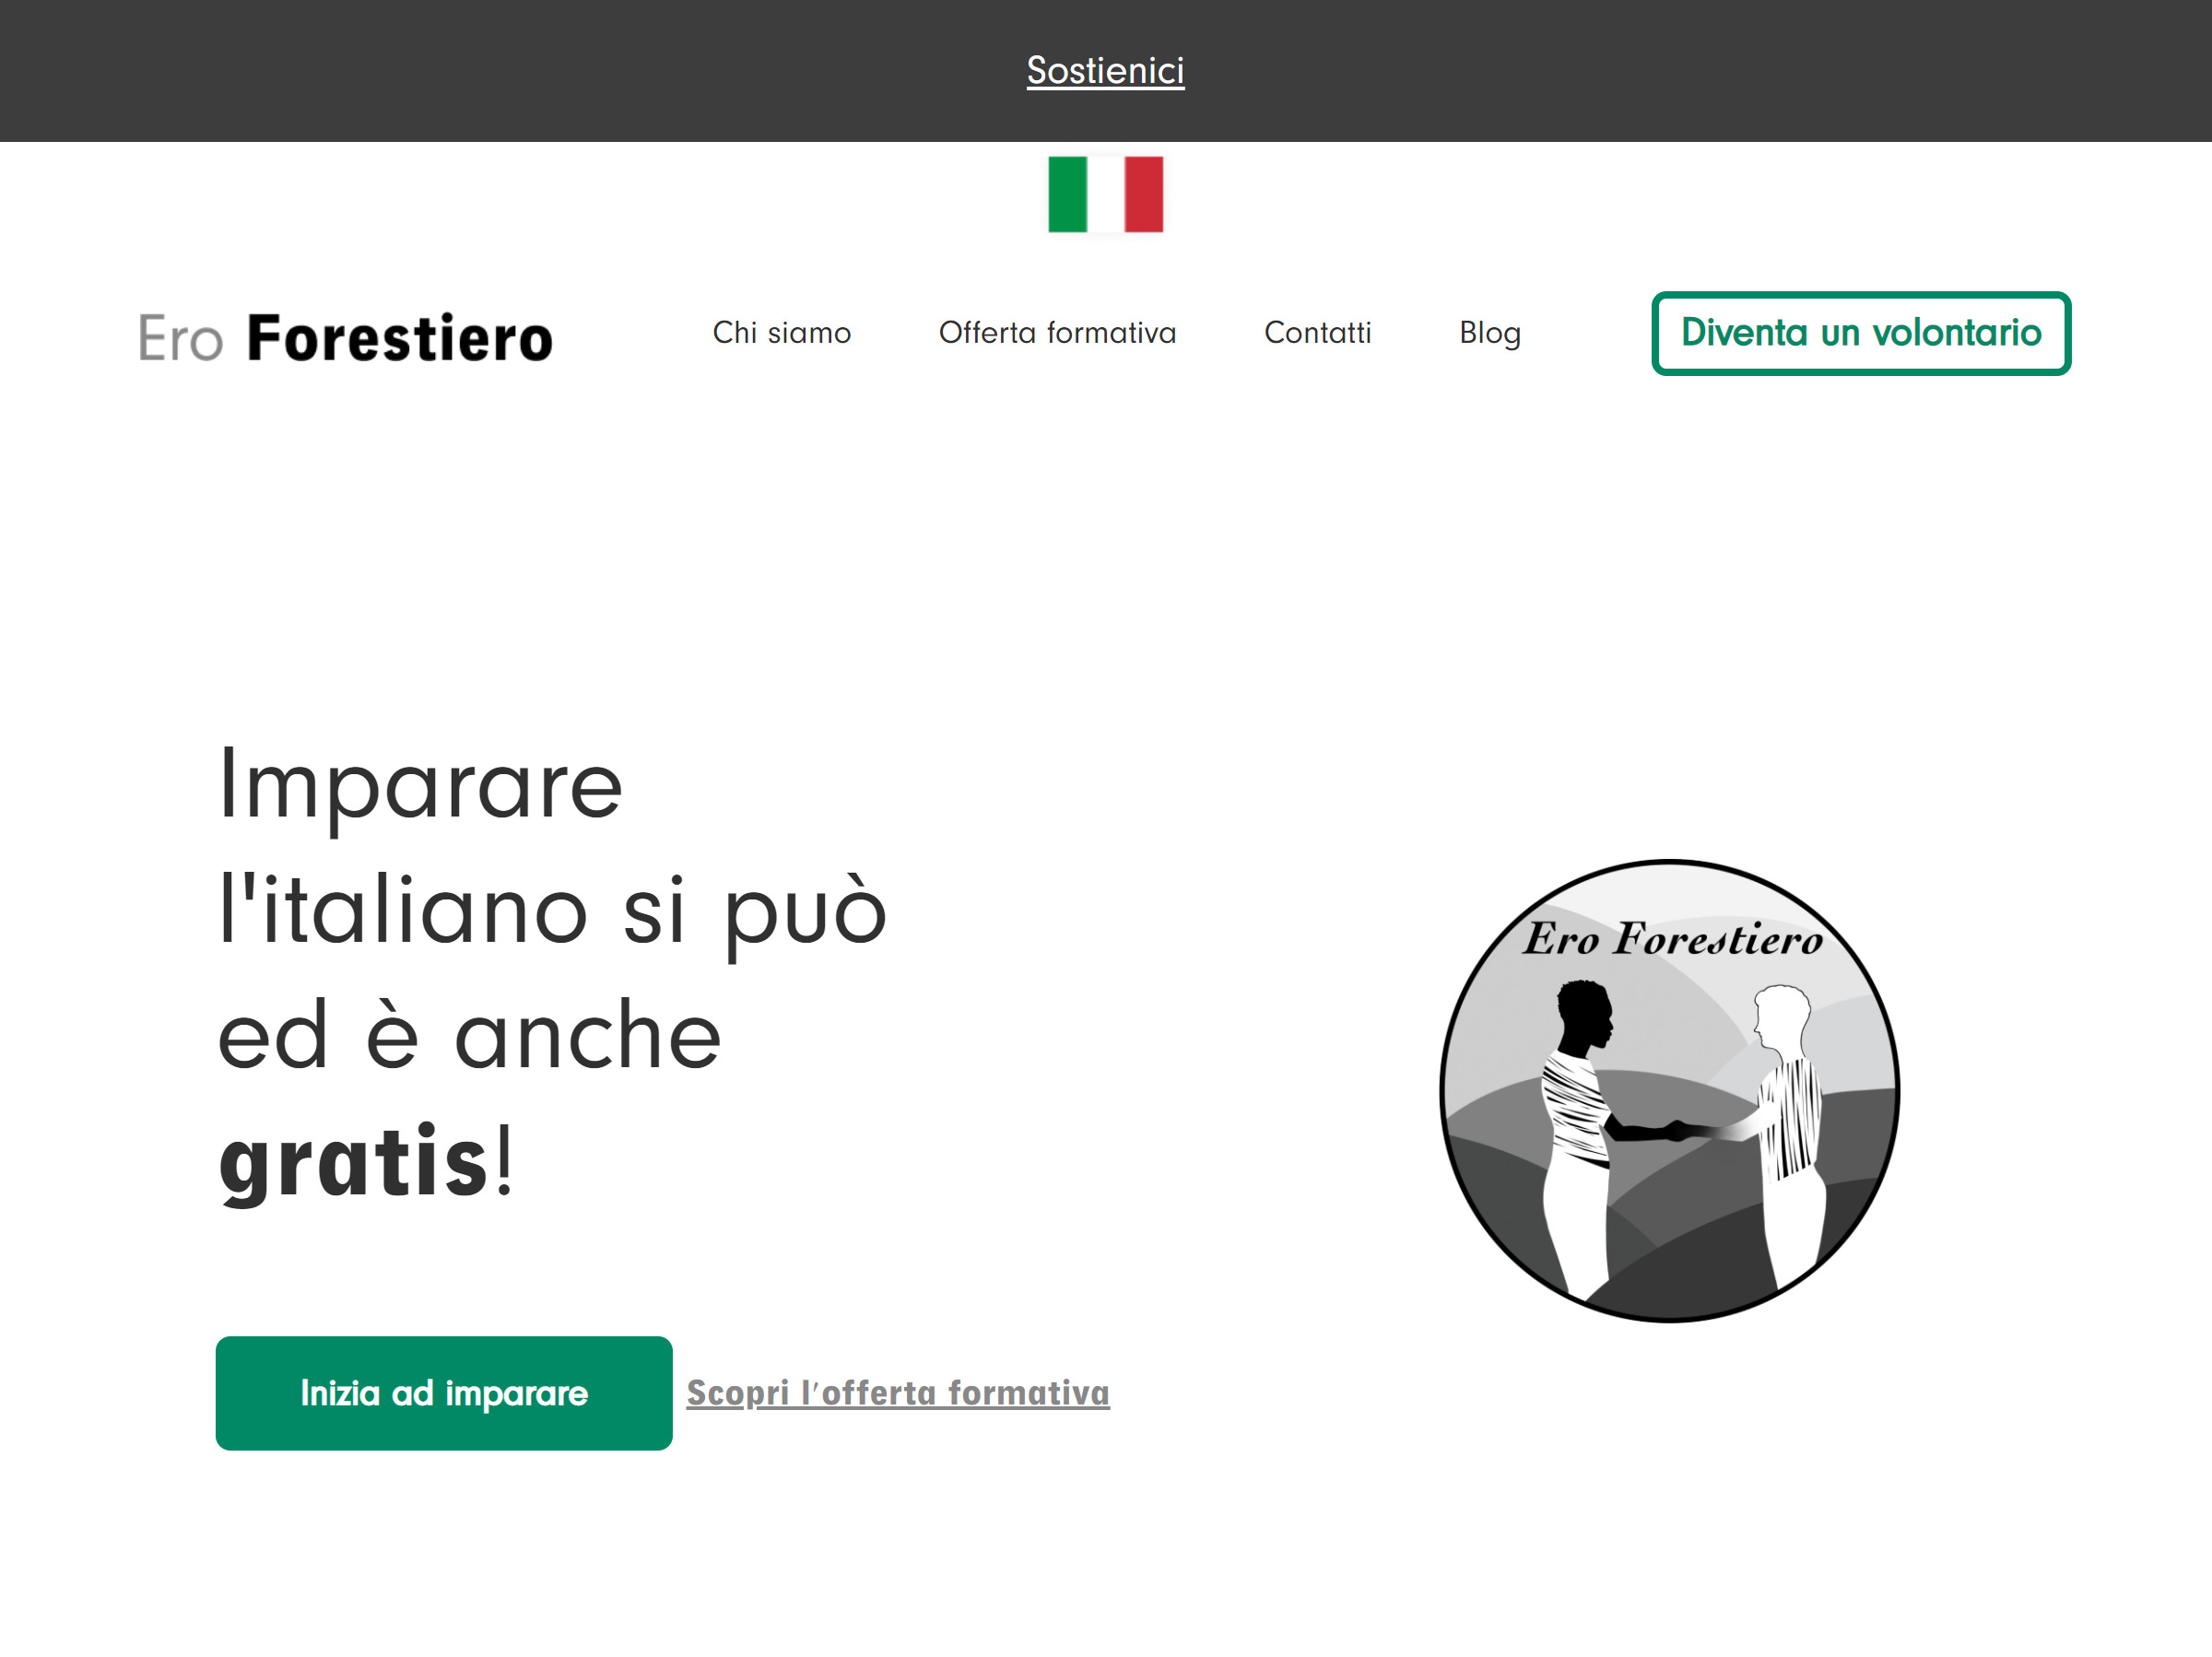 Sostienici
Ero Forestiero
Chi siamo
Offerta formativa
Contatti
Blog
Diventa un volontario
Imparare
l'italiano si può
ed è anche
gratis!
Ero Forestiero
Inizia ad imparare
Scopri l'offerta formativa